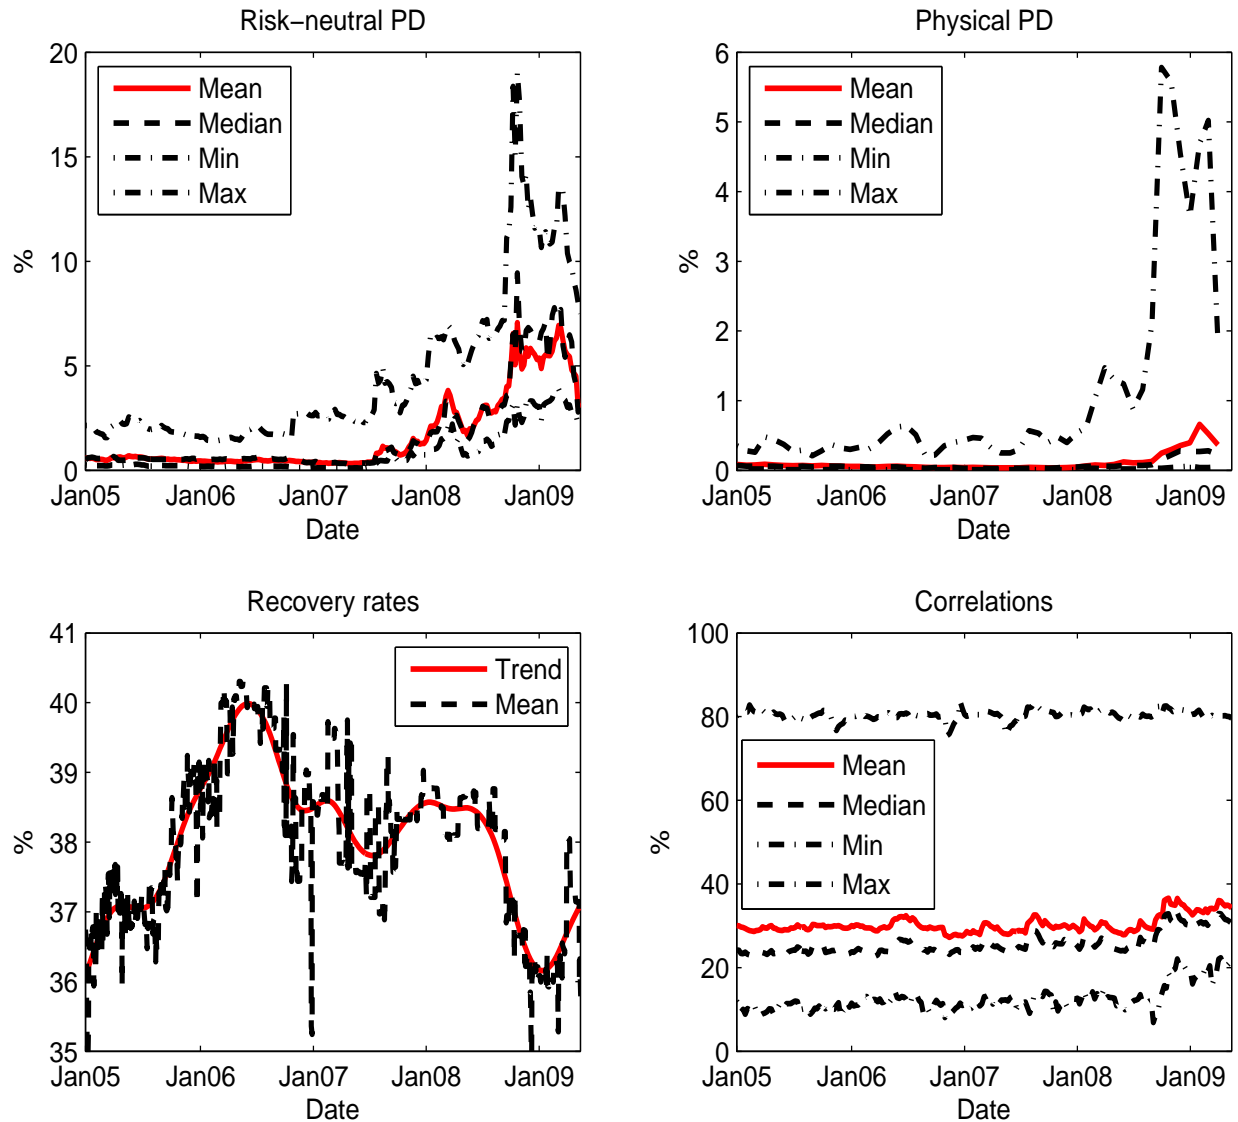 Risk−neutral PD
20
15
10
5
0
%
Mean
Median
Min
Max
Jan05 Jan06 Jan07 Jan08 Jan09
Date
Physical PD
6
5
4
3
2
1
0
%
Mean
Median
Min
Max
Jan05 Jan06 Jan07 Jan08 Jan09
Date
Recovery rates
41
40
39
38
37
36
35
%
Trend
Mean
Jan05 Jan06 Jan07 Jan08 Jan09
Date
Correlations
100
80
60
40
20
0
%
Mean
Median
Min
Max
Jan05 Jan06 Jan07 Jan08 Jan09
Date